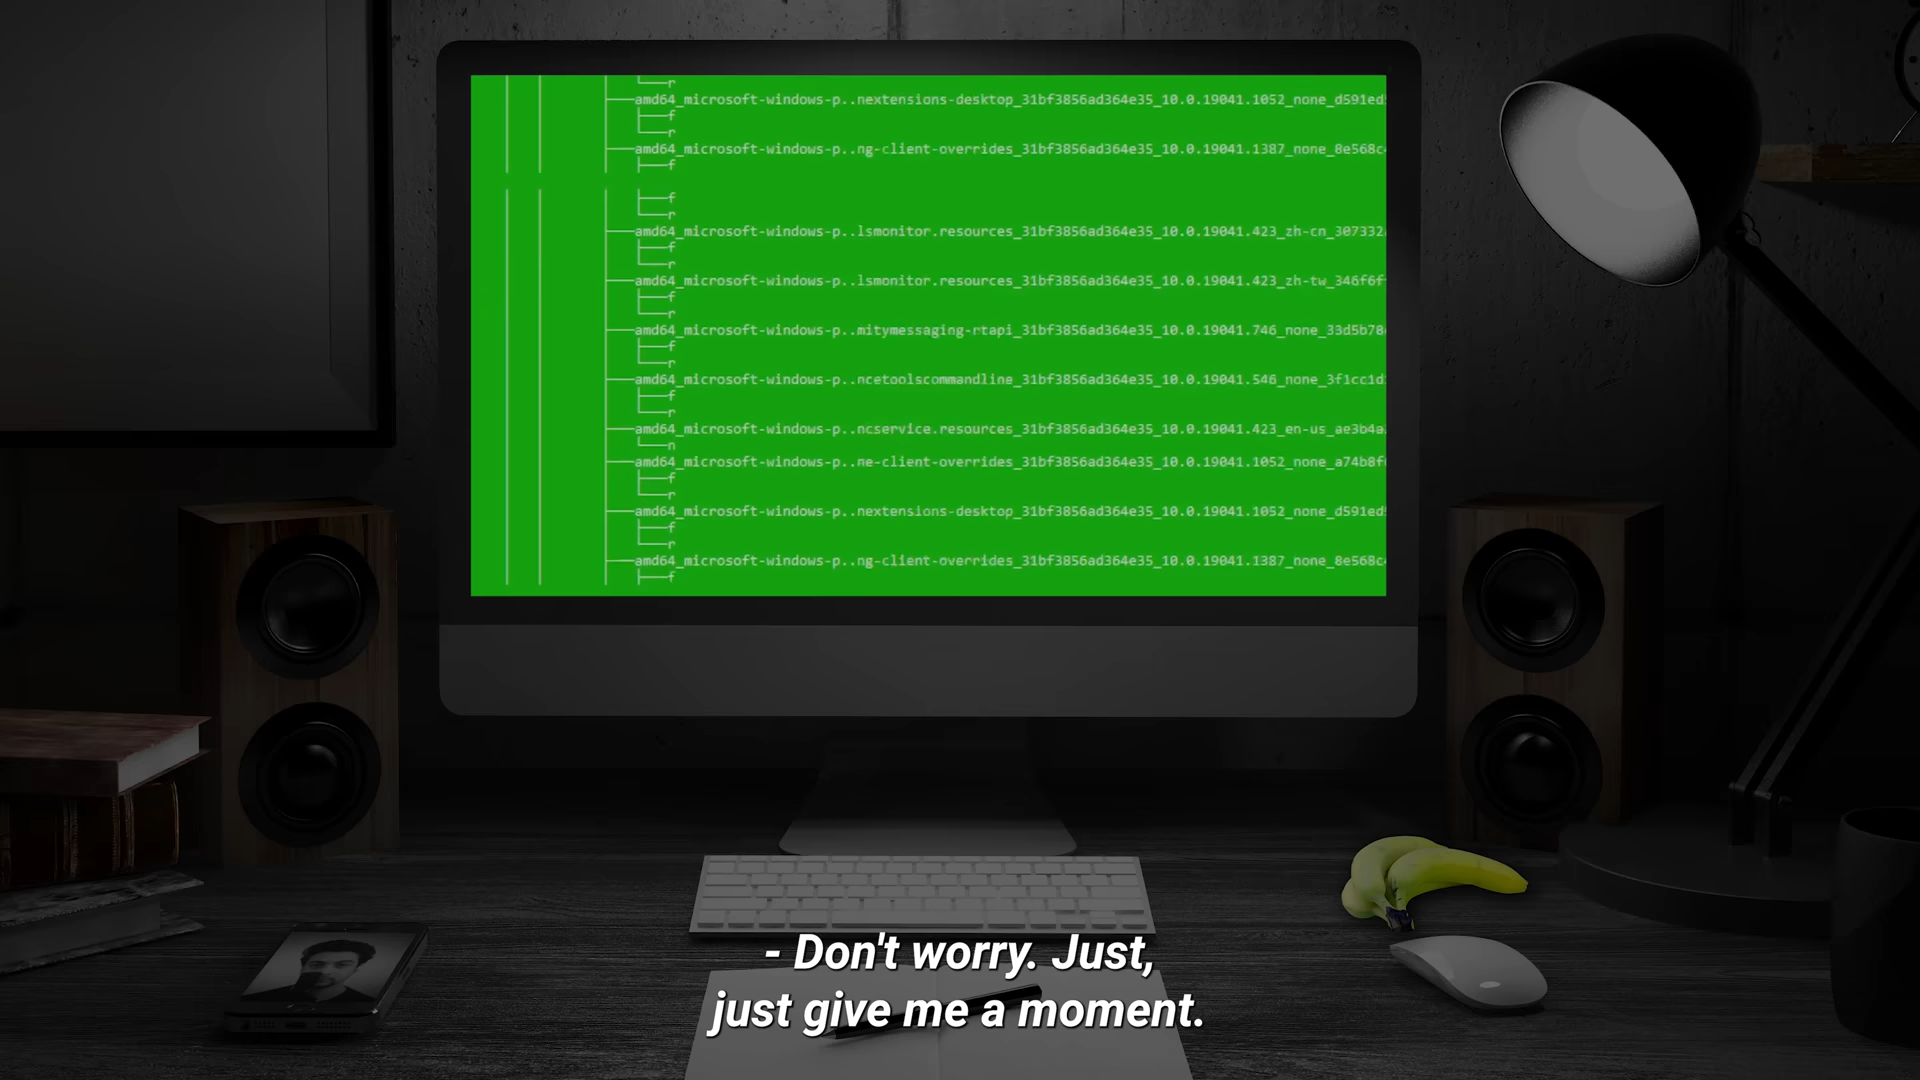 r
amd64_microsoft-windows-p..nextensions-desktop_31bf3856ad364e35_10.0.19041.1052_none_d591ed
f
r
amd64_microsoft-windows-p..ng-client-overrides_31bf3856ad364e35_10.0.19041.1387_none_8e568c
f
f
r
amd64_microsoft-windows-p..lsmonitor.resources_31bf3856ad364e35_10.0.19041.423_zh-cn_307332
f
r
amd64_microsoft-windows-p..lsmonitor.resources_31bf3856ad364e35_10.0.19041.423_zh-tw_346f6f
f
r
amd64_microsoft-windows-p..mitymessaging-rtapi_31bf3856ad364e35_10.0.19041.746_none_33d5b78
f
r
amd64_microsoft-windows-p..ncetoolscommandline_31bf3856ad364e35_10.0.19041.546_none_3f1cc1d
f
r
amd64_microsoft-windows-p..ncservice.resources_31bf3856ad364e35_10.0.19041.423_en-us_ae3b4a
n
amd64_microsoft-windows-p..ne-client-overrides_31bf3856ad364e35_10.0.19041.1052_none_a74b8f
f
r
amd64_microsoft-windows-p..nextensions-desktop_31bf3856ad364e35_10.0.19041.1052_none_d591ed
f
r
amd64_microsoft-windows-p..ng-client-overrides_31bf3856ad364e35_10.0.19041.1387_none_8e568c
f
- Don't worry. Just,
just give me a moment.